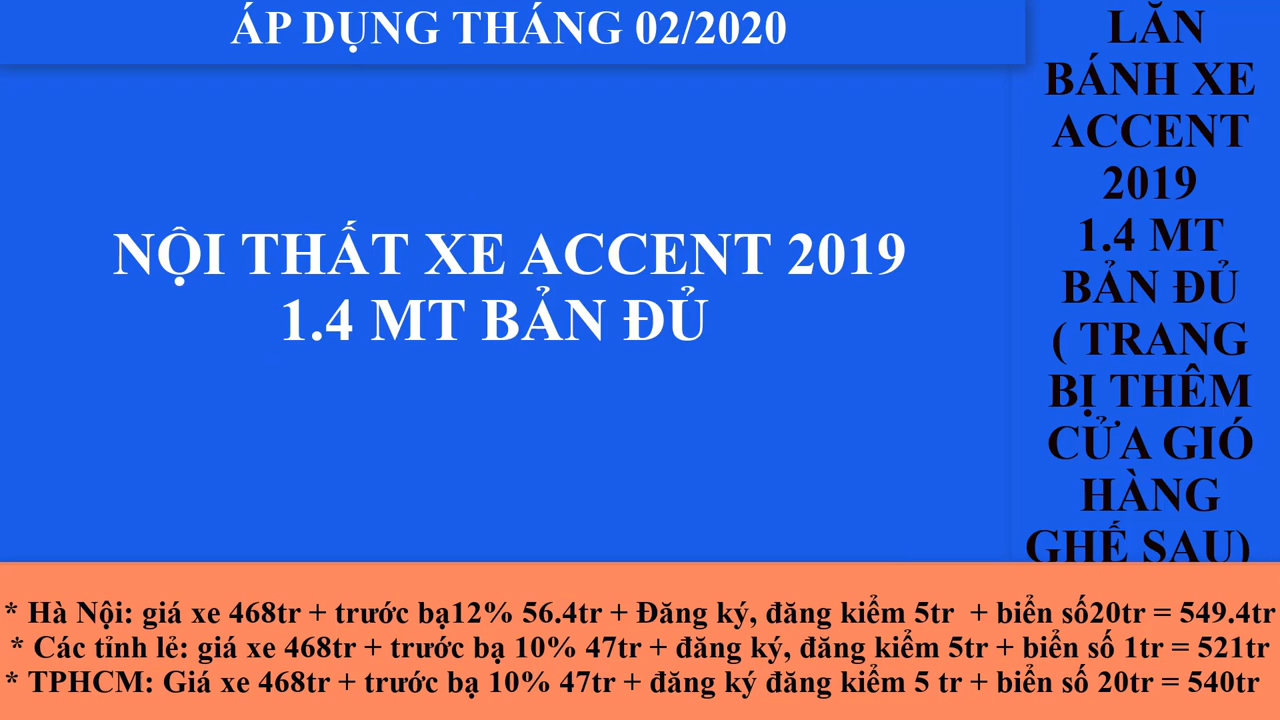 ÁP DỤNG THÁNG 02/2020
NỘI THẤT XE ACCENT 2019
1.4 MT BẢN ĐỦ
LĂN
BÁNH XE
ACCENT
2019
1.4 MT
BẢN ĐỦ
( TRANG
BỊ THÊM
CỬA GIÓ
HÀNG
GHẾ SAU)
* Hà Nội: giá xe 468tr + trước bạ12% 56.4tr + Đăng ký, đăng kiểm 5tr + biển số20tr = 549.4tr
* Các tỉnh lẻ: giá xe 468tr + trước bạ 10% 47tr + đăng ký, đăng kiểm 5tr + biển số 1tr = 521tr
* TPHCM: Giá xe 468tr + trước bạ 10% 47tr + đăng ký đăng kiểm 5 tr + biển số 20tr = 540tr